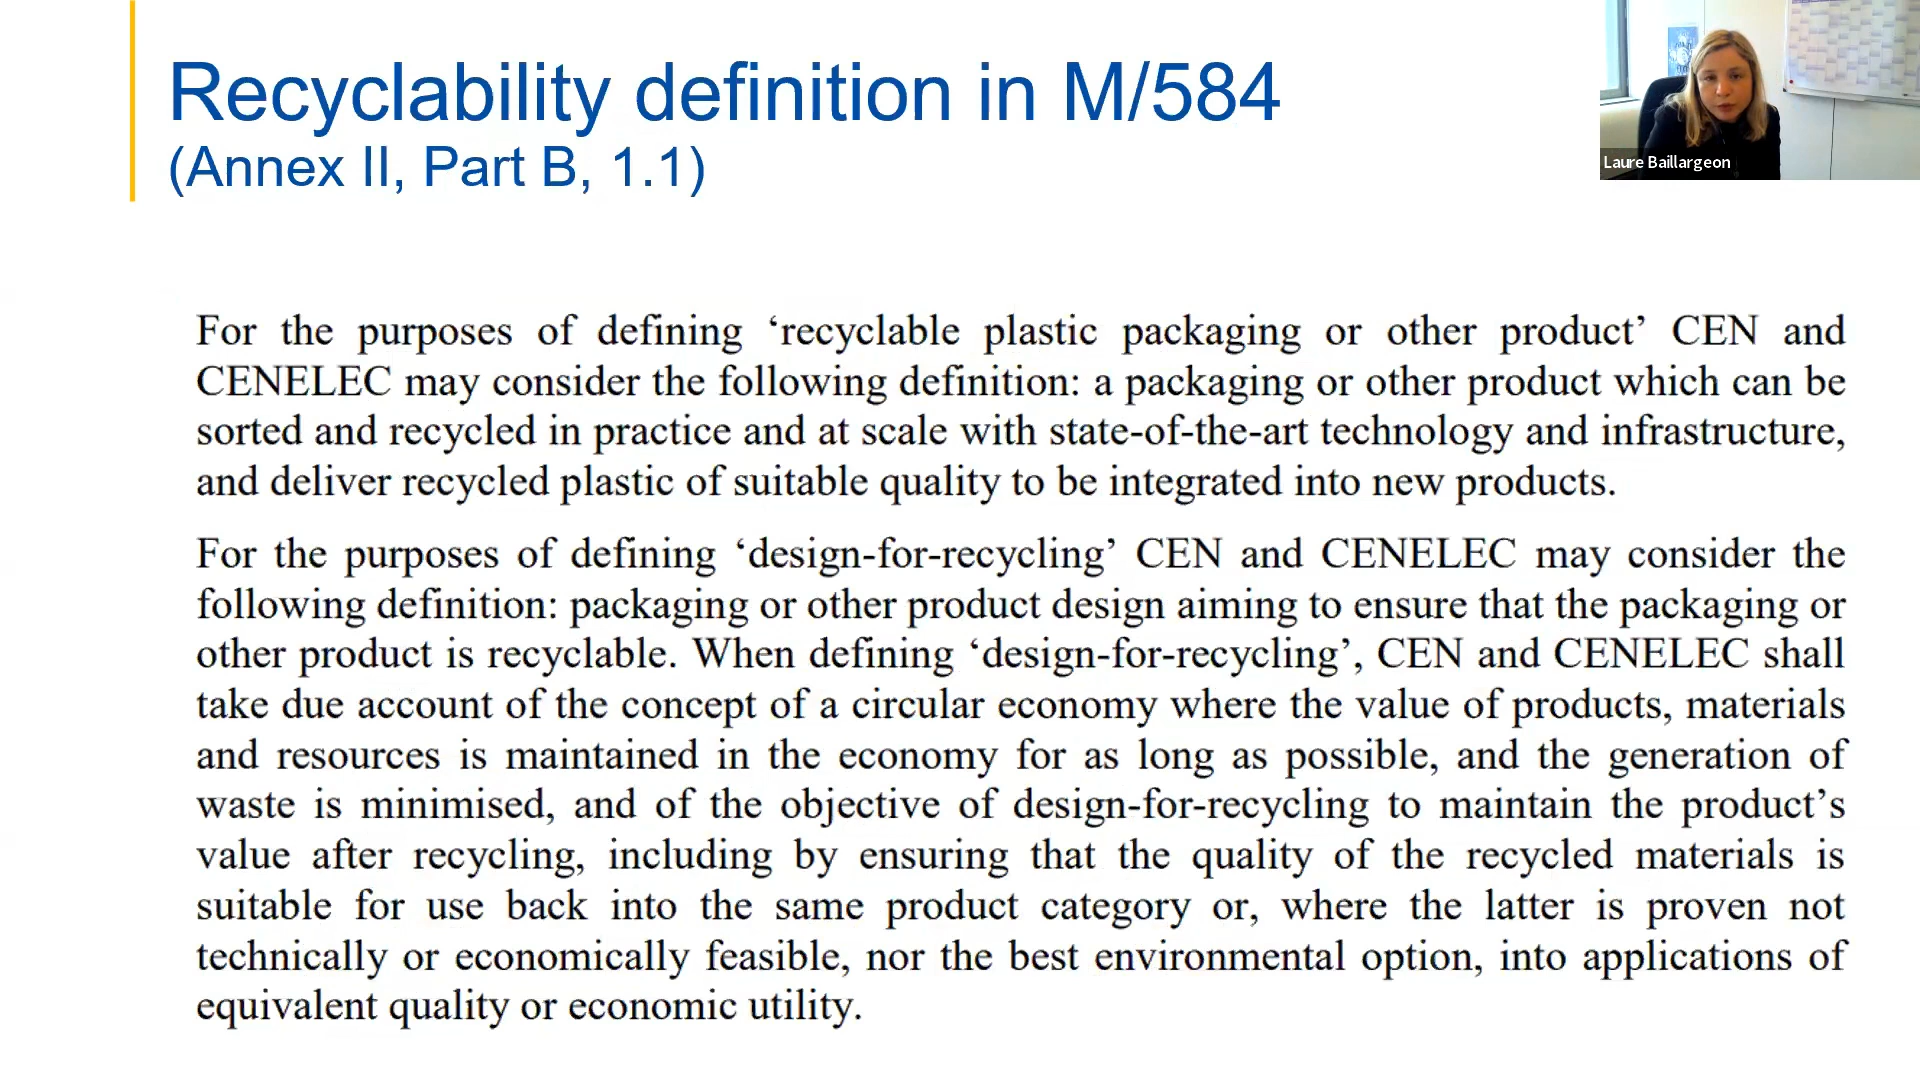 Recyclability definition in M/584
(Annex II, Part B, 1.1)
Laure Baillargeon
For the purposes of defining ‘recyclable plastic packaging or other product’ CEN and
CENELEC may consider the following definition: a packaging or other product which can be
sorted and recycled in practice and at scale with state-of-the-art technology and infrastructure,
and deliver recycled plastic of suitable quality to be integrated into new products.
For the purposes of defining ‘design-for-recycling’ CEN and CENELEC may consider the
following definition: packaging or other product design aiming to ensure that the packaging or
other product is recyclable. When defining ‘design-for-recycling’, CEN and CENELEC shall
take due account of the concept of a circular economy where the value of products, materials
and resources is maintained in the economy for as long as possible, and the generation of
waste is minimised, and of the objective of design-for-recycling to maintain the product’s
value after recycling, including by ensuring that the quality of the recycled materials is
suitable for use back into the same product category or, where the latter is proven not
technically or economically feasible, nor the best environmental option, into applications of
equivalent quality or economic utility.